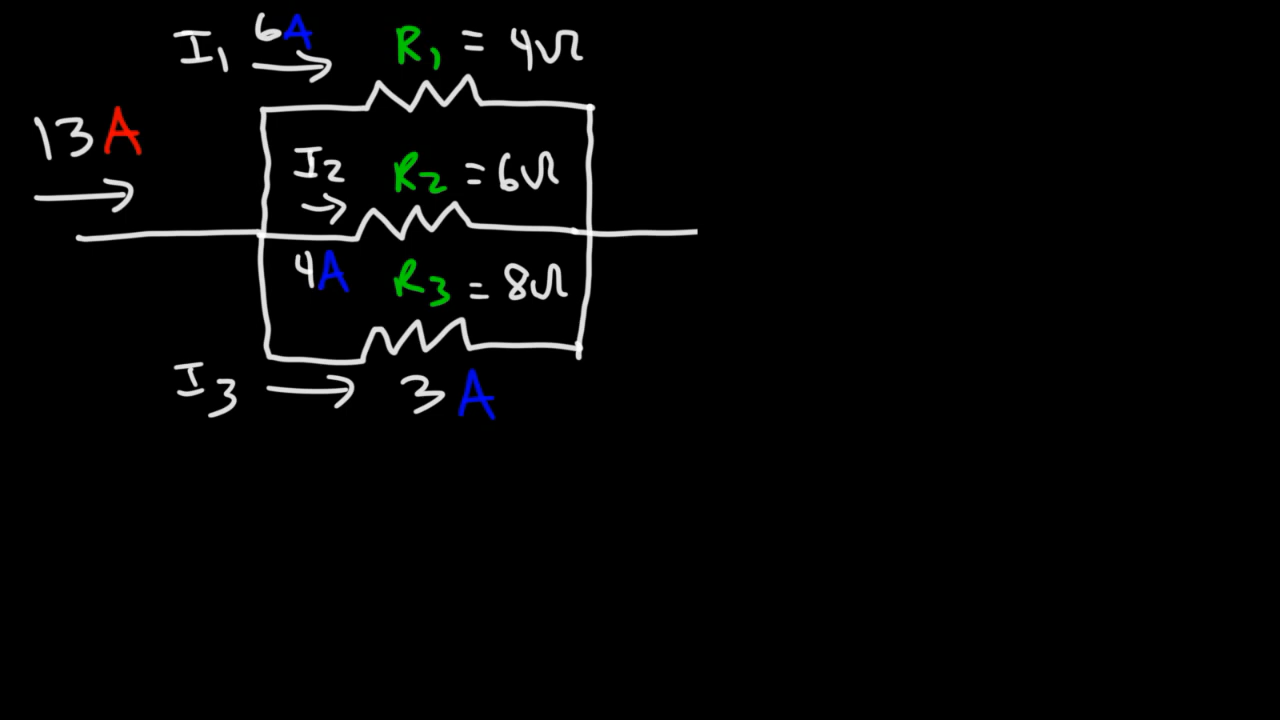 I₁ 6A R₁ = 4Ω
13A
I₂ R₂ = 6Ω
4A R₃ = 8Ω
I₃ 3A